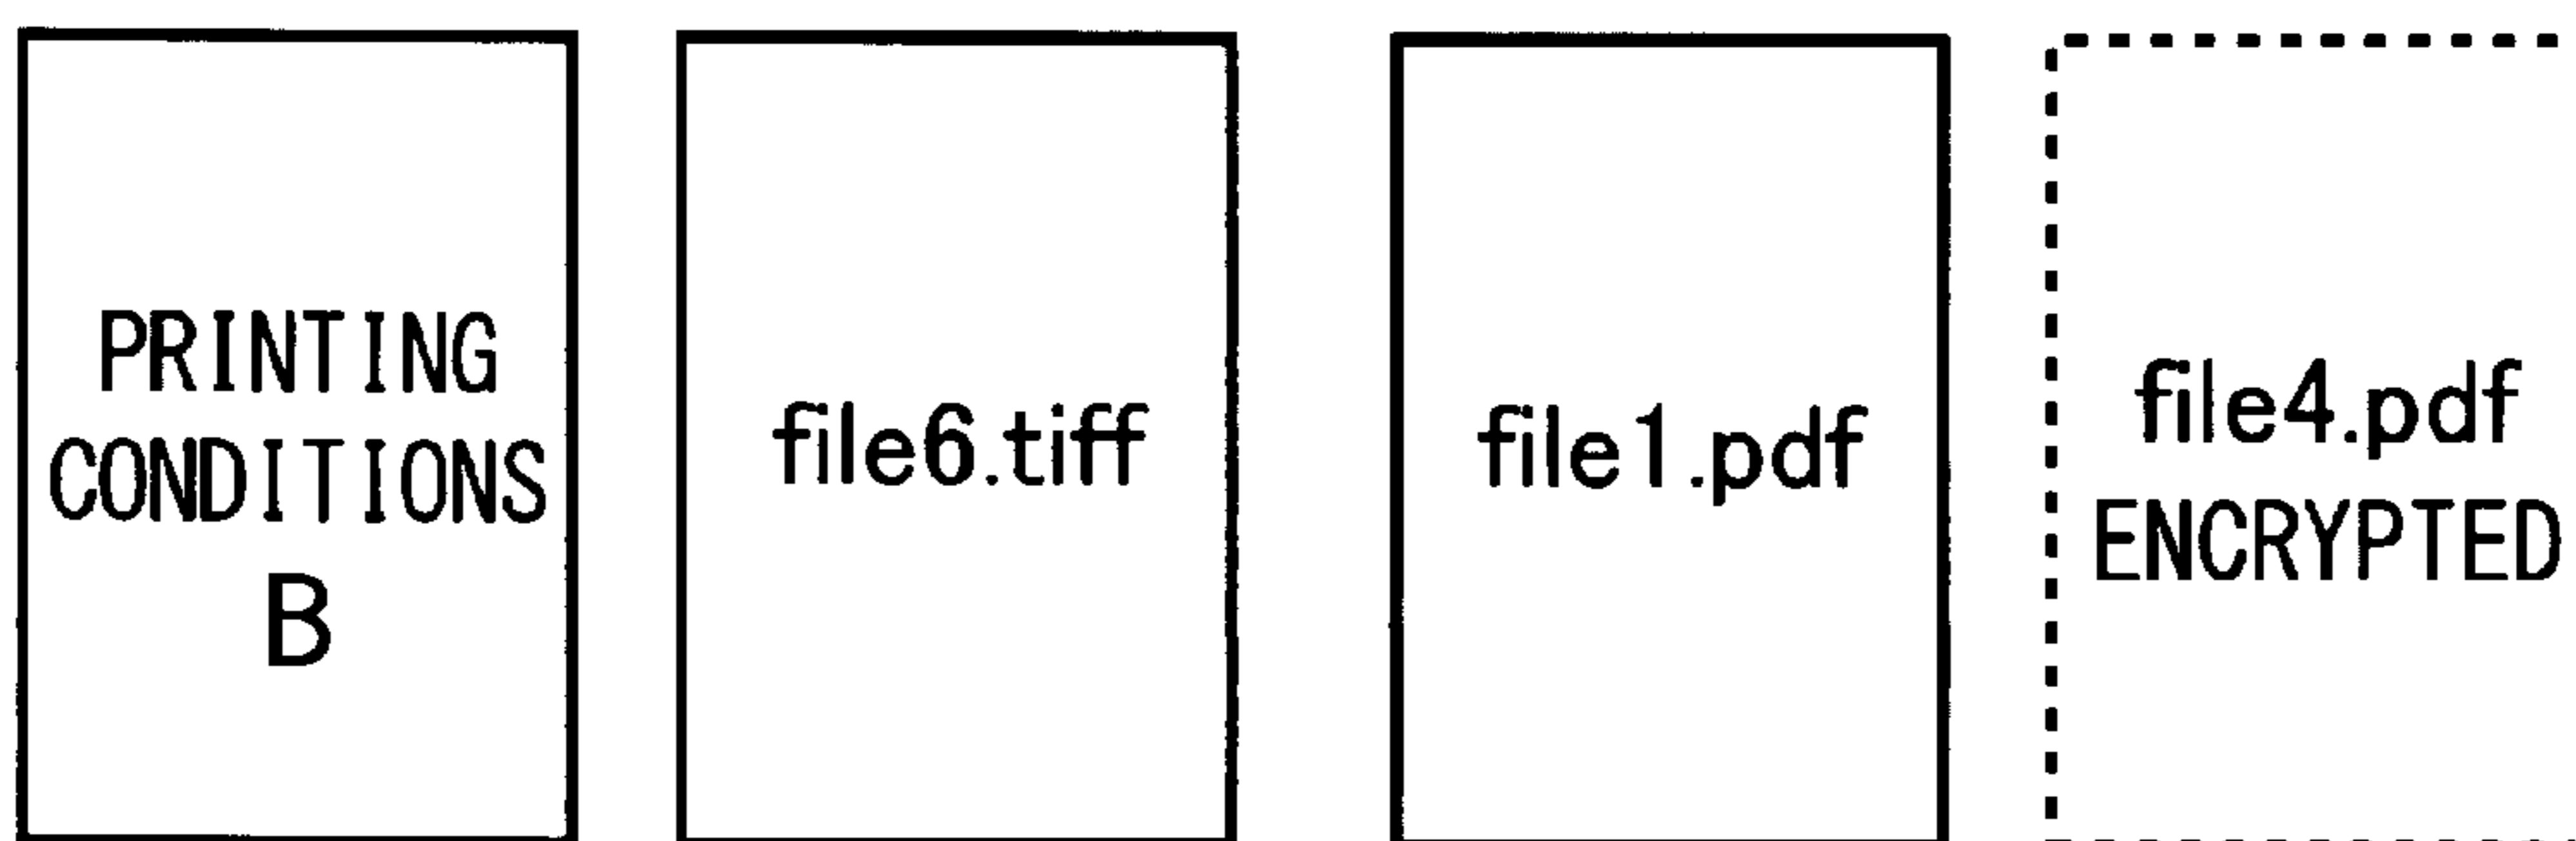 PRINTING
CONDITIONS
B
file6.tiff
file1.pdf
file4.pdf
ENCRYPTED